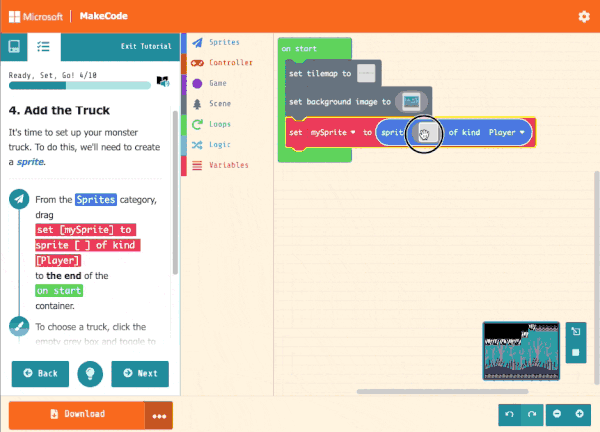 Microsoft MakeCode
Exit Tutorial
Ready, Set, Go! 4/10
4. Add the Truck
It's time to set up your monster
truck. To do this, we'll need to create
a sprite.
From the Sprites category,
drag
set [mySprite] to
sprite [ ] of kind
[Player]
to the end of the
on start
container.
To choose a truck, click the
empty grey box and toggle to
Back
Next
Download
Sprites
Controller
Game
Scene
Loops
Logic
Variables
on start
set tilemap to
set background image to
set mySprite to sprite of kind Player